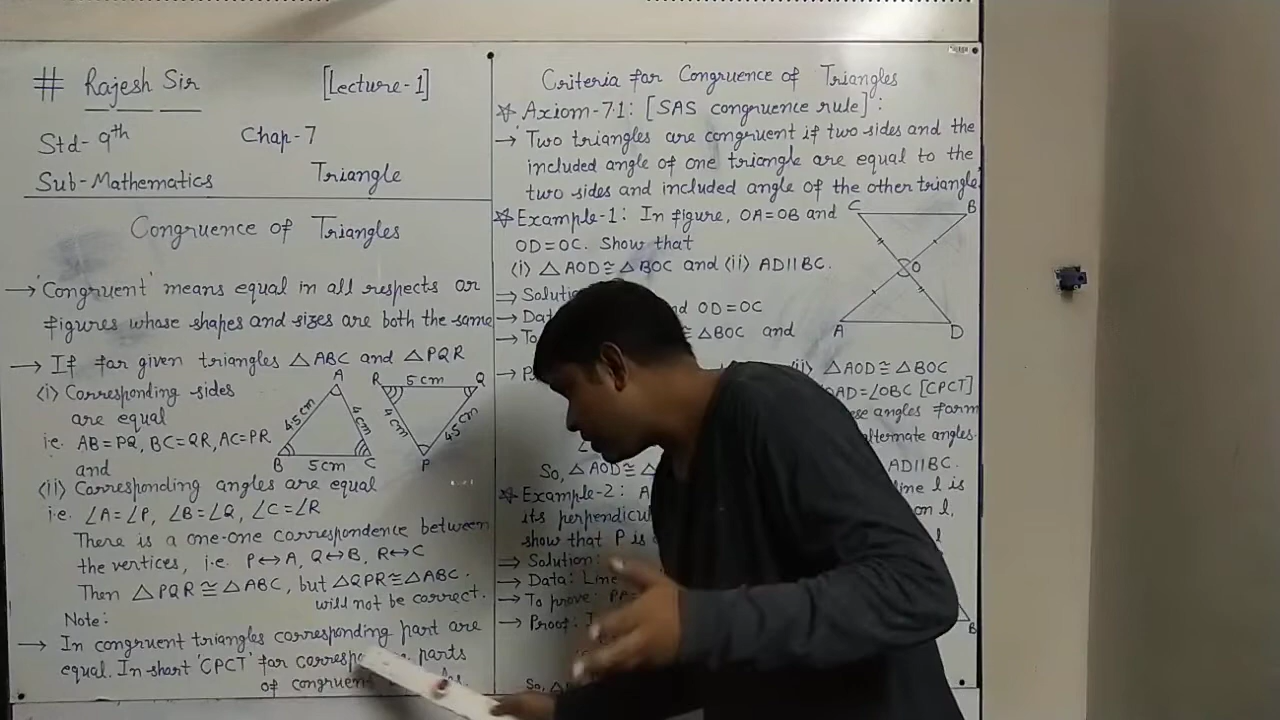 # Rajesh Sir [Lecture-1]
Std- 9th Chap-7
Sub-Mathematics Triangle
Congruence of Triangles
→ 'Congruent' means equal in all respects or
figures whose shapes and sizes are both the same
→ If for given triangles △ABC and △PQR
(i) Corresponding sides
are equal
i.e. AB=PQ, BC=QR, AC=PR
and
A
4.5cm
4cm
B 5cm C
R 5cm Q
4cm
4.5cm
P
(ii) Corresponding angles are equal
i.e. ∠A=∠P, ∠B=∠Q, ∠C=∠R
There is a one-one correspondence between
the vertices, i.e. P↔A, Q↔B, R↔C
Then △PQR≅△ABC, but △QPR≅△ABC.
will not be correct.
Note:
→ In congruent triangles corresponding part are
equal. In short 'CPCT' for parts
of
Criteria for Congruence of Triangles
☆ Axiom-7.1: [SAS congruence rule]:
→ Two triangles are congruent if two sides and the
included angle of one triangle are equal to the
two sides and included angle of the other triangle.
☆ Example-1: In figure, OA=OB and
OD=OC. Show that
(i) △AOD≅△BOC and (ii) AD||BC.
C B
O
A D
⇒
→ and OD=OC
→ To ≅△BOC and
→
(ii) △AOD≅△BOC
∠OBC [CPCT]
angles form
alternate angles.
So, △AOD≅ AD||BC.
☆ Example-2: line l is
its on l,
show that P is
⇒ Solution:
→ Data: Line
→ To prove:
→ Proof:
B
So,